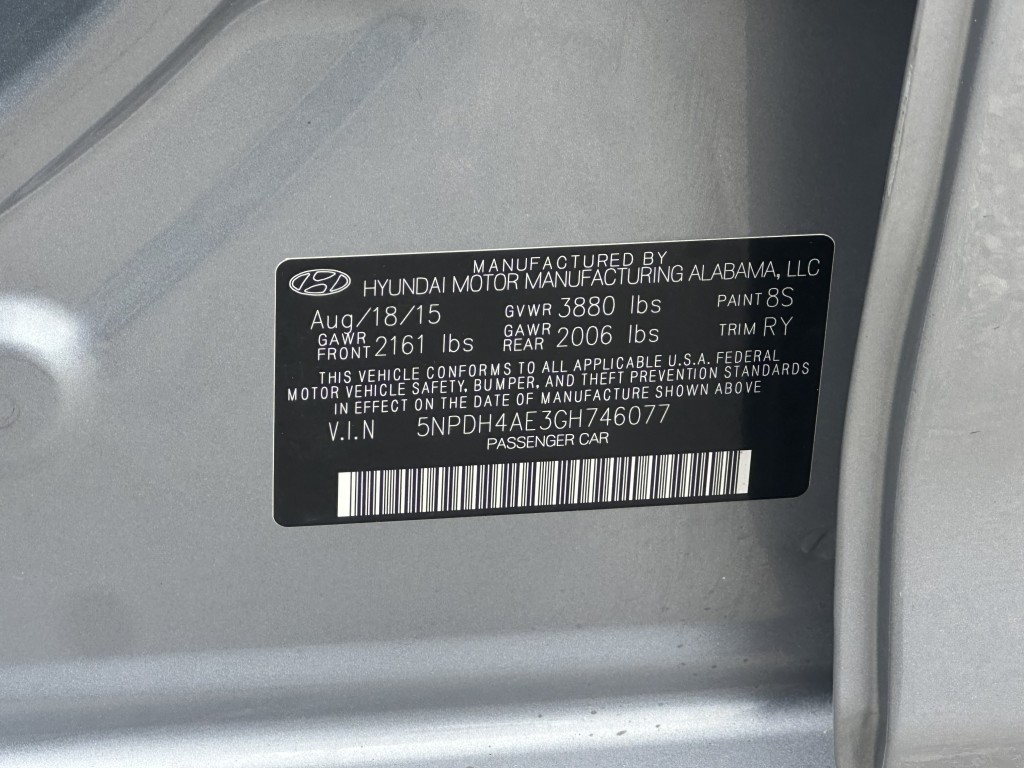 MANUFACTURED BY
HYUNDAI MOTOR MANUFACTURING ALABAMA, LLC
Aug/18/15 GVWR 3880 lbs PAINT 8S
GAWR FRONT 2161 lbs GAWR REAR 2006 lbs TRIM RY
THIS VEHICLE CONFORMS TO ALL APPLICABLE U.S.A. FEDERAL
MOTOR VEHICLE SAFETY, BUMPER, AND THEFT PREVENTION STANDARDS
IN EFFECT ON THE DATE OF MANUFACTURE SHOWN ABOVE
V.I.N 5NPDH4AE3GH746077
PASSENGER CAR